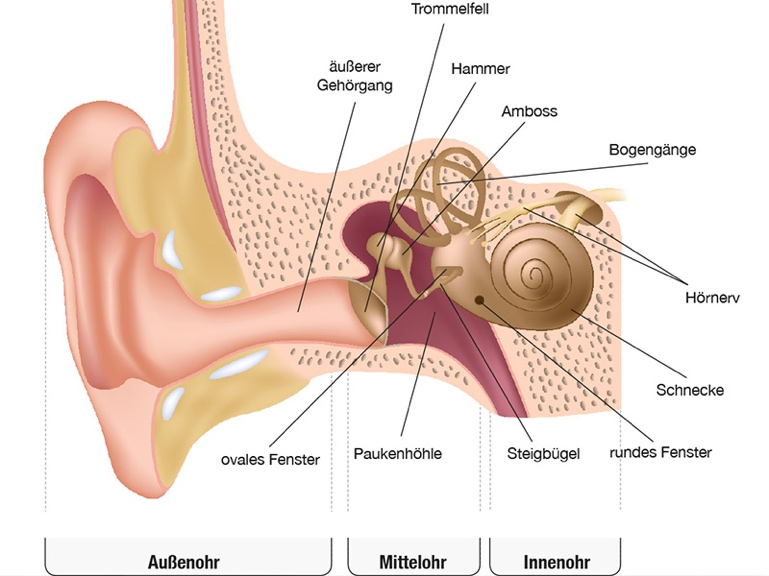 Trommelfell
äußerer
Gehörgang
Hammer
Amboss
Bogengänge
Hörnerv
Schnecke
ovales Fenster
Paukenhöhle
Steigbügel
rundes Fenster
Außenohr
Mittelohr
Innenohr